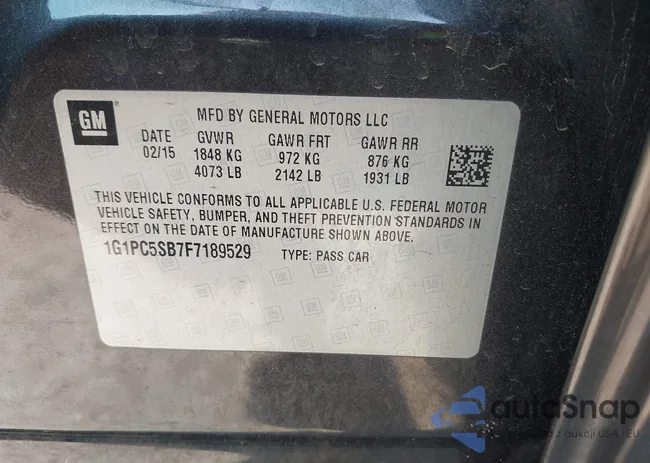 GM
MFD BY GENERAL MOTORS LLC
DATE GVWR GAWR FRT GAWR RR
02/15 1848 KG 972 KG 876 KG
4073 LB 2142 LB 1931 LB
THIS VEHICLE CONFORMS TO ALL APPLICABLE U.S. FEDERAL MOTOR
VEHICLE SAFETY, BUMPER, AND THEFT PREVENTION STANDARDS IN
EFFECT ON THE DATE OF MANUFACTURE SHOWN ABOVE.
1G1PC5SB7F7189529 TYPE: PASS CAR
autoSnap
z aukcji USA